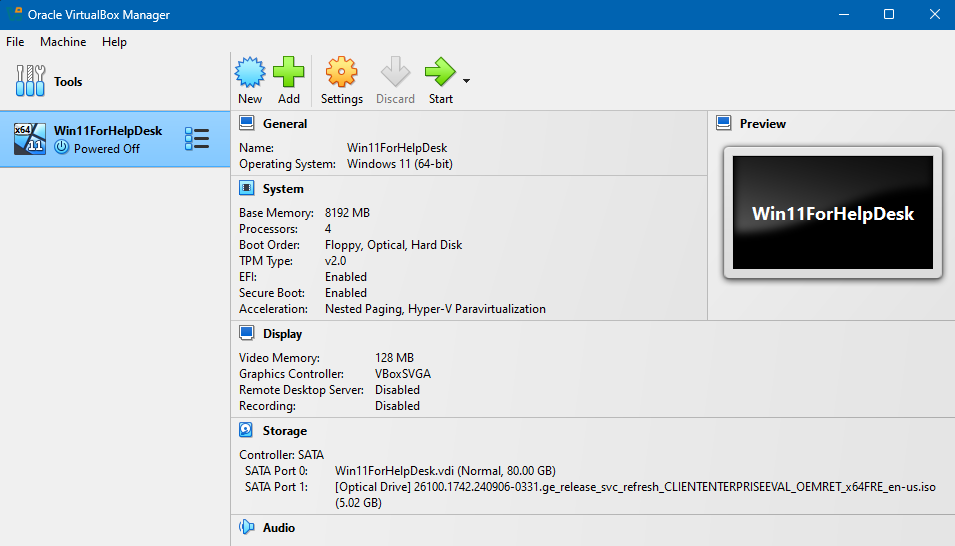 Oracle VirtualBox Manager
File Machine Help
Tools
New Add Settings Discard Start
x64 11 Win11ForHelpDesk
Powered Off
General
Name: Win11ForHelpDesk
Operating System: Windows 11 (64-bit)
Preview
Win11ForHelpDesk
System
Base Memory: 8192 MB
Processors: 4
Boot Order: Floppy, Optical, Hard Disk
TPM Type: v2.0
EFI: Enabled
Secure Boot: Enabled
Acceleration: Nested Paging, Hyper-V Paravirtualization
Display
Video Memory: 128 MB
Graphics Controller: VBoxSVGA
Remote Desktop Server: Disabled
Recording: Disabled
Storage
Controller: SATA
SATA Port 0: Win11ForHelpDesk.vdi (Normal, 80.00 GB)
SATA Port 1: [Optical Drive] 26100.1742.240906-0331.ge_release_svc_refresh_CLIENTENTERPRISEEVAL_OEMRET_x64FRE_en-us.iso
(5.02 GB)
Audio